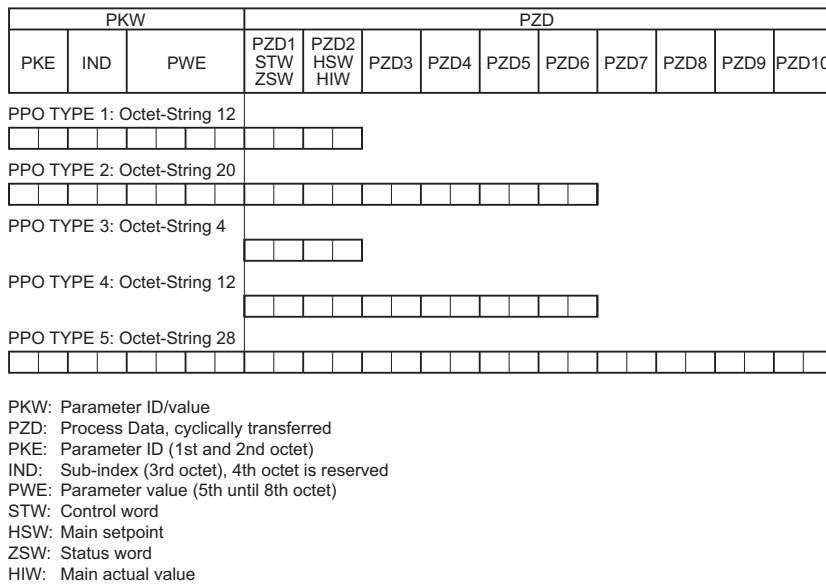 PKW PZD
PKE IND PWE PZD1 STW ZSW PZD2 HSW HIW PZD3 PZD4 PZD5 PZD6 PZD7 PZD8 PZD9 PZD10
PPO TYPE 1: Octet-String 12
PPO TYPE 2: Octet-String 20
PPO TYPE 3: Octet-String 4
PPO TYPE 4: Octet-String 12
PPO TYPE 5: Octet-String 28
PKW: Parameter ID/value
PZD: Process Data, cyclically transferred
PKE: Parameter ID (1st and 2nd octet)
IND: Sub-index (3rd octet), 4th octet is reserved
PWE: Parameter value (5th until 8th octet)
STW: Control word
HSW: Main setpoint
ZSW: Status word
HIW: Main actual value